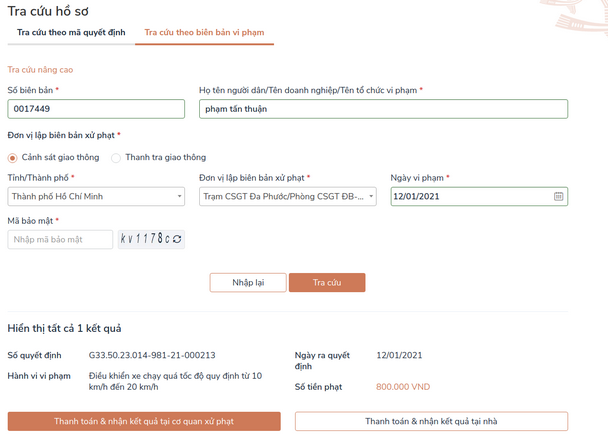 Tra cứu hồ sơ
Tra cứu theo mã quyết định Tra cứu theo biên bản vi phạm
Tra cứu nâng cao
Số biên bản * Họ tên người dân/Tên doanh nghiệp/Tên tổ chức vi phạm *
0017449 phạm tấn thuận
Đơn vị lập biên bản xử phạt *
Cảnh sát giao thông Thanh tra giao thông
Tỉnh/Thành phố * Đơn vị lập biên bản xử phạt * Ngày vi phạm *
Thành phố Hồ Chí Minh Trạm CSGT Đa Phước/Phòng CSGT ĐB-... 12/01/2021
Mã bảo mật *
Nhập mã bảo mật kv1178c
Nhập lại Tra cứu
Hiển thị tất cả 1 kết quả
Số quyết định G33.50.23.014-981-21-000213 Ngày ra quyết 12/01/2021
định
Hành vi vi phạm Điều khiển xe chạy quá tốc độ quy định từ 10
km/h đến 20 km/h Số tiền phạt 800.000 VND
Thanh toán & nhận kết quả tại cơ quan xử phạt Thanh toán & nhận kết quả tại nhà